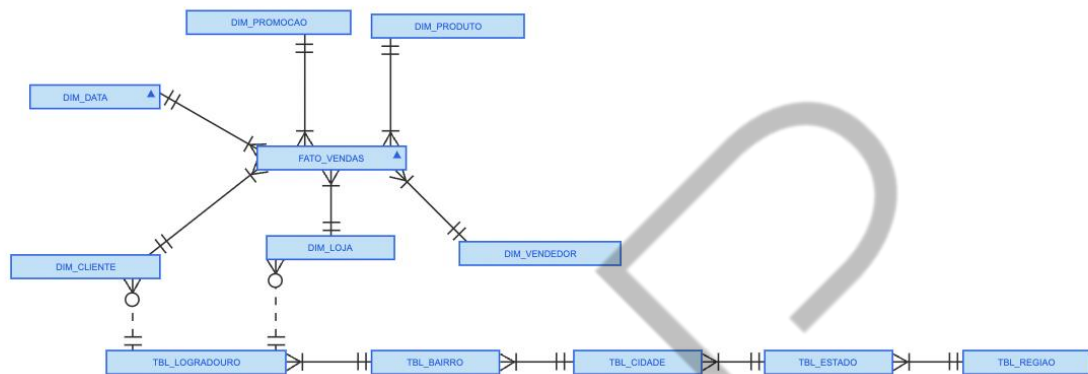 DIM_PROMOCAO
DIM_PRODUTO
DIM_DATA
FATO_VENDAS
DIM_LOJA
DIM_VENDEDOR
DIM_CLIENTE
TBL_LOGRADOURO
TBL_BAIRRO
TBL_CIDADE
TBL_ESTADO
TBL_REGIAO